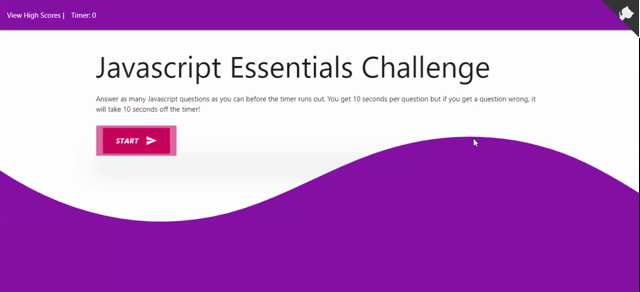 View High Scores | Timer: 0
Javascript Essentials Challenge
Answer as many Javascript questions as you can before the timer runs out. You get 10 seconds per question but if you get a question wrong, it
will take 10 seconds off the timer!
START